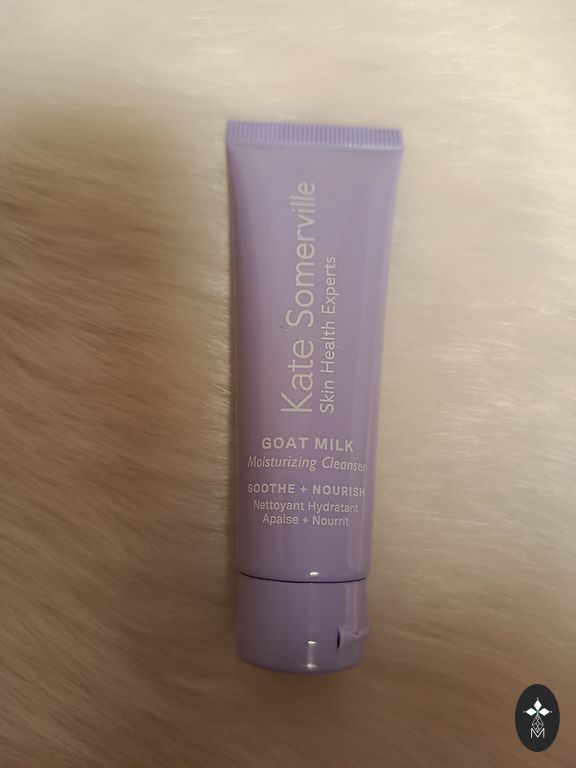 Kate Somerville
Skin Health Experts
GOAT MILK
Moisturizing Cleanser
SOOTHE + NOURISH
Nettoyant Hydratant
Apaise + Nourrit
M